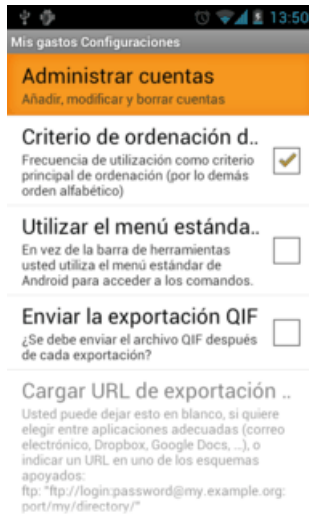 13:50
Mis gastos Configuraciones
Administrar cuentas
Añadir, modificar y borrar cuentas
Criterio de ordenación d..
Frecuencia de utilización como criterio
principal de ordenación (por lo demás
orden alfabético)
Utilizar el menú estánda..
En vez de la barra de herramientas
usted utiliza el menú estándar de
Android para acceder a los comandos.
Enviar la exportación QIF
¿Se debe enviar el archivo QIF después
de cada exportación?
Cargar URL de exportación ..
Usted puede dejar esto en blanco, si quiere
elegir entre aplicaciones adecuadas (correo
electrónico, Dropbox, Google Docs, ...), o
indicar un URL en uno de los esquemas
apoyados:
ftp: "ftp://login:password@my.example.org:
port/my/directory/"